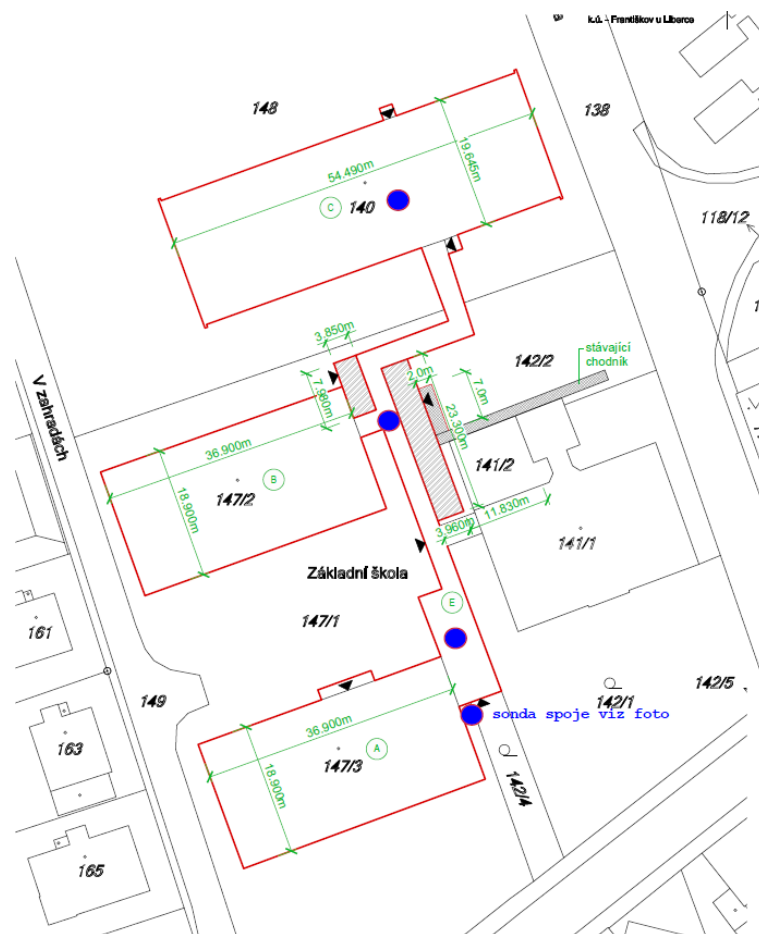 k.ú. - Františkov u Liberce
148
138
19.645m
54.490m
C
140
118/12
3.850m
stávající
chodník
142/2
2.0m
7.0m
7.980m
V zahradách
23.300m
36.900m
B
141/2
18.900m
147/2
11.830m
3.960m
141/1
Základní škola
E
161
147/1
149
142/5
142/1
sonda spoje viz foto
36.900m
A
163
147/3
18.900m
142/4
165